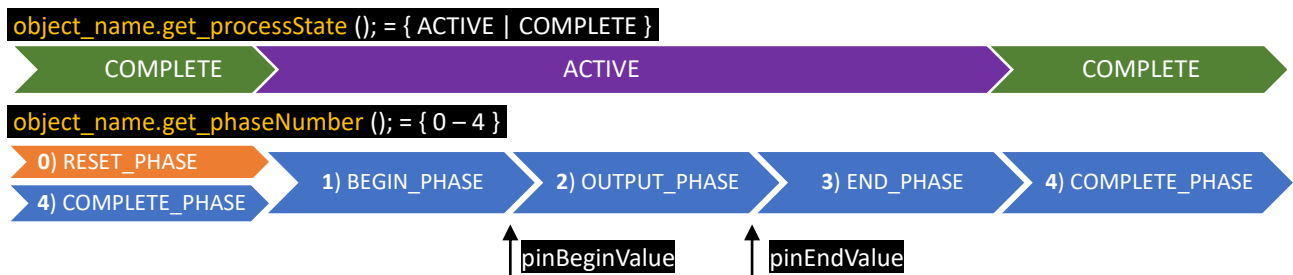 object_name.get_processState (); = { ACTIVE | COMPLETE }
COMPLETE ACTIVE COMPLETE
object_name.get_phaseNumber (); = { 0 – 4 }
0) RESET_PHASE
4) COMPLETE_PHASE
1) BEGIN_PHASE 2) OUTPUT_PHASE 3) END_PHASE 4) COMPLETE_PHASE
pinBeginValue pinEndValue